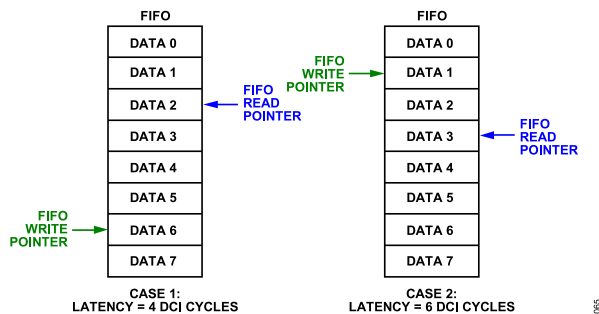 FIFO
DATA 0
DATA 1
DATA 2
DATA 3
DATA 4
DATA 5
DATA 6
DATA 7
FIFO
READ
POINTER
FIFO
WRITE
POINTER
CASE 1:
LATENCY = 4 DCI CYCLES
FIFO
DATA 0
DATA 1
DATA 2
DATA 3
DATA 4
DATA 5
DATA 6
DATA 7
FIFO
WRITE
POINTER
FIFO
READ
POINTER
CASE 2:
LATENCY = 6 DCI CYCLES
065